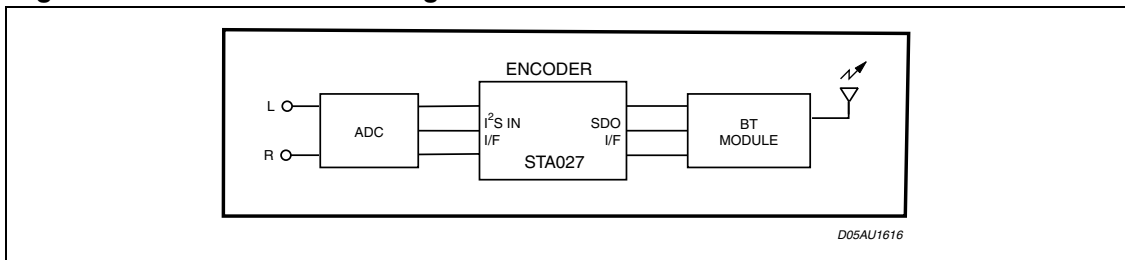 ENCODER
L
R
ADC
I²S IN
I/F
SDO
I/F
STA027
BT
MODULE
D05AU1616